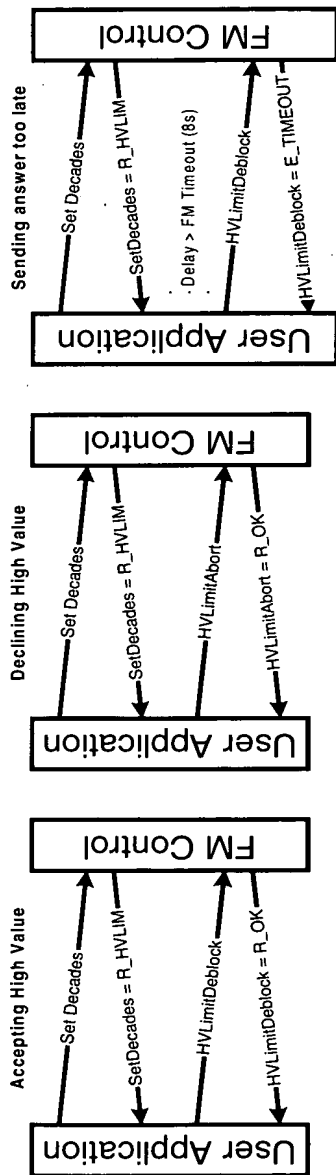 Accepting High Value
User Application
FM Control
Set Decades
SetDecades = R_HVLIM
HVLimitDeblock
HVLimitDeblock = R_OK
Declining High Value
User Application
FM Control
Set Decades
SetDecades = R_HVLIM
HVLimitAbort
HVLimitAbort = R_OK
Sending answer too late
User Application
FM Control
Set Decades
SetDecades = R_HVLIM
Delay > FM Timeout (8s)
HVLimitDeblock
HVLimitDeblock = E_TIMEOUT